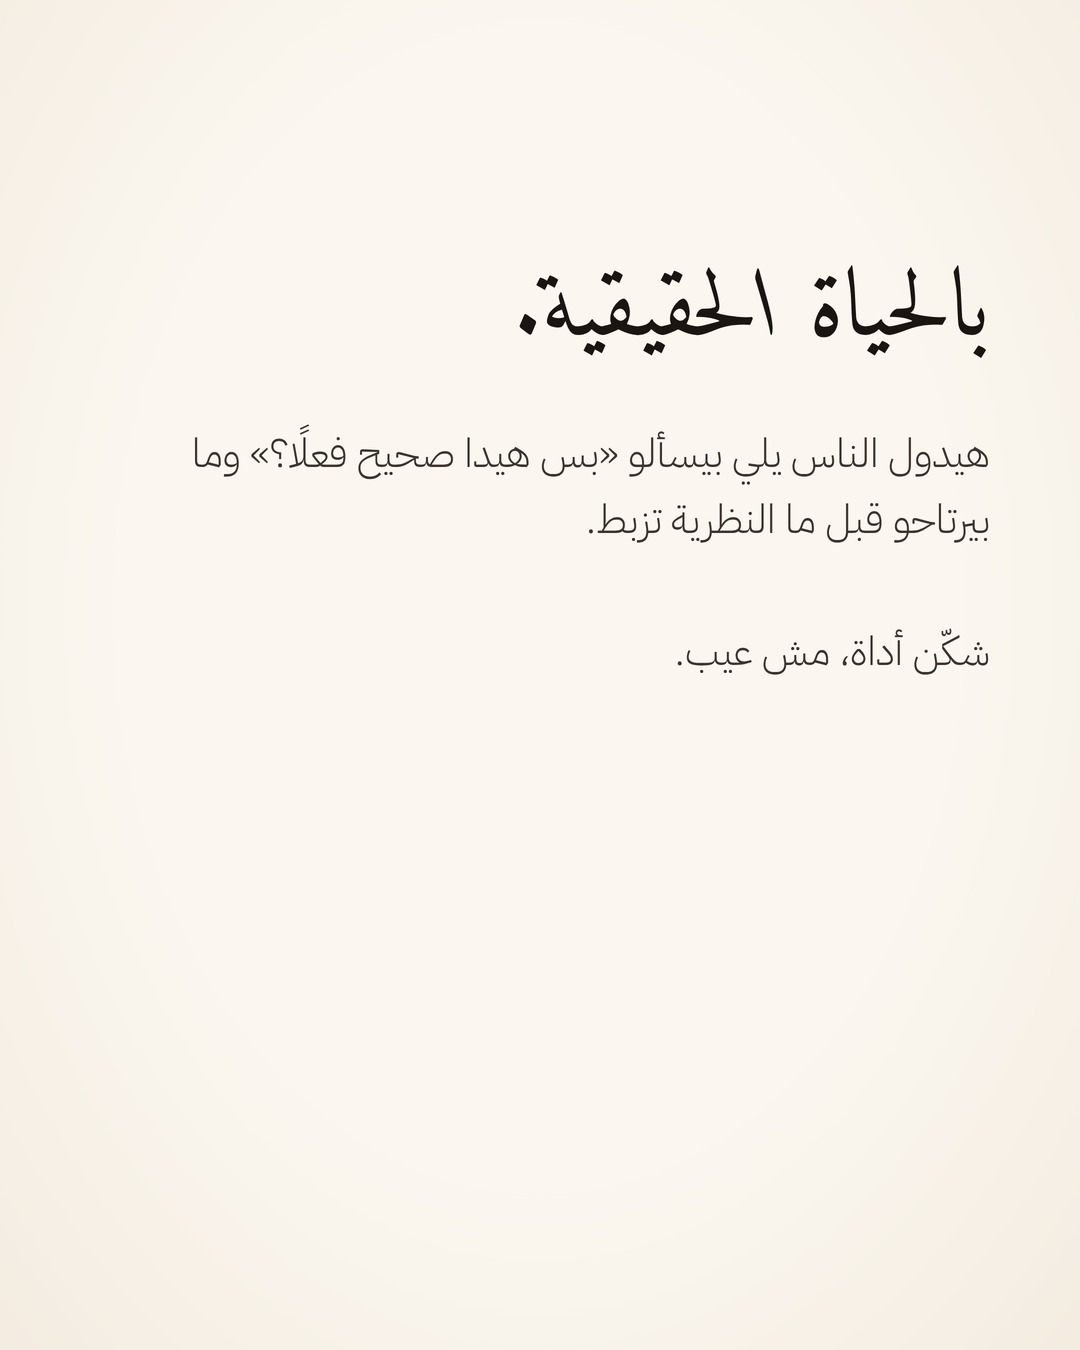 بالحياة الحقيقية.
هيدول الناس يلي بيسألو «بس هيدا صحيح فعلًا؟» وما
بيرتاحو قبل ما النظرية تزبط.
شكّن أداة، مش عيب.